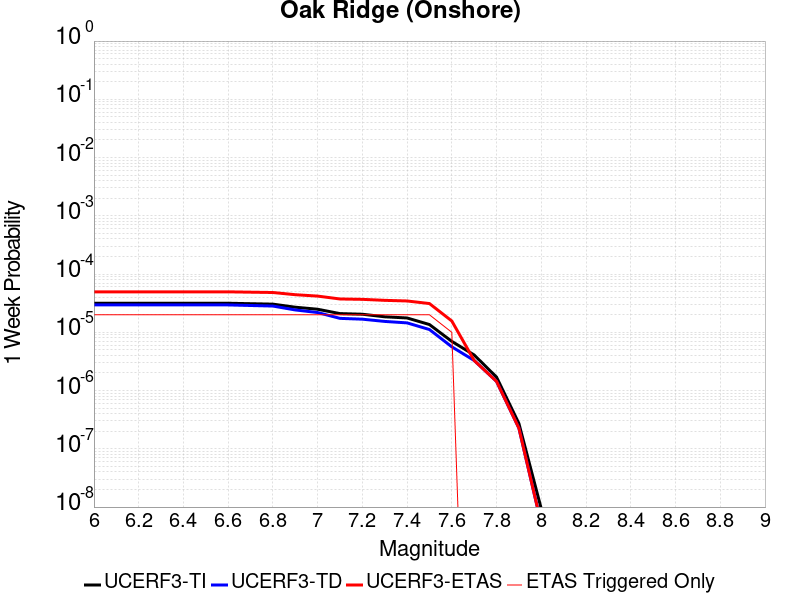 Oak Ridge (Onshore)
10^0
10^-1
10^-2
10^-3
10^-4
10^-5
10^-6
10^-7
10^-8
1 Week Probability
6 6.2 6.4 6.6 6.8 7 7.2 7.4 7.6 7.8 8 8.2 8.4 8.6 8.8 9
Magnitude
UCERF3-TI UCERF3-TD UCERF3-ETAS ETAS Triggered Only